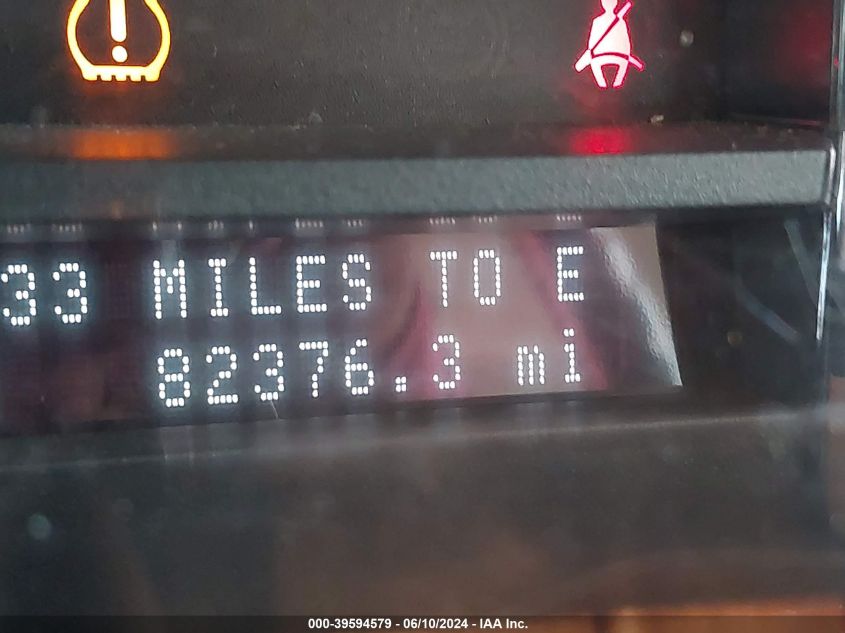 33 MILES TO E
82376.3 mi
000-39594579 - 06/10/2024 - IAA Inc.